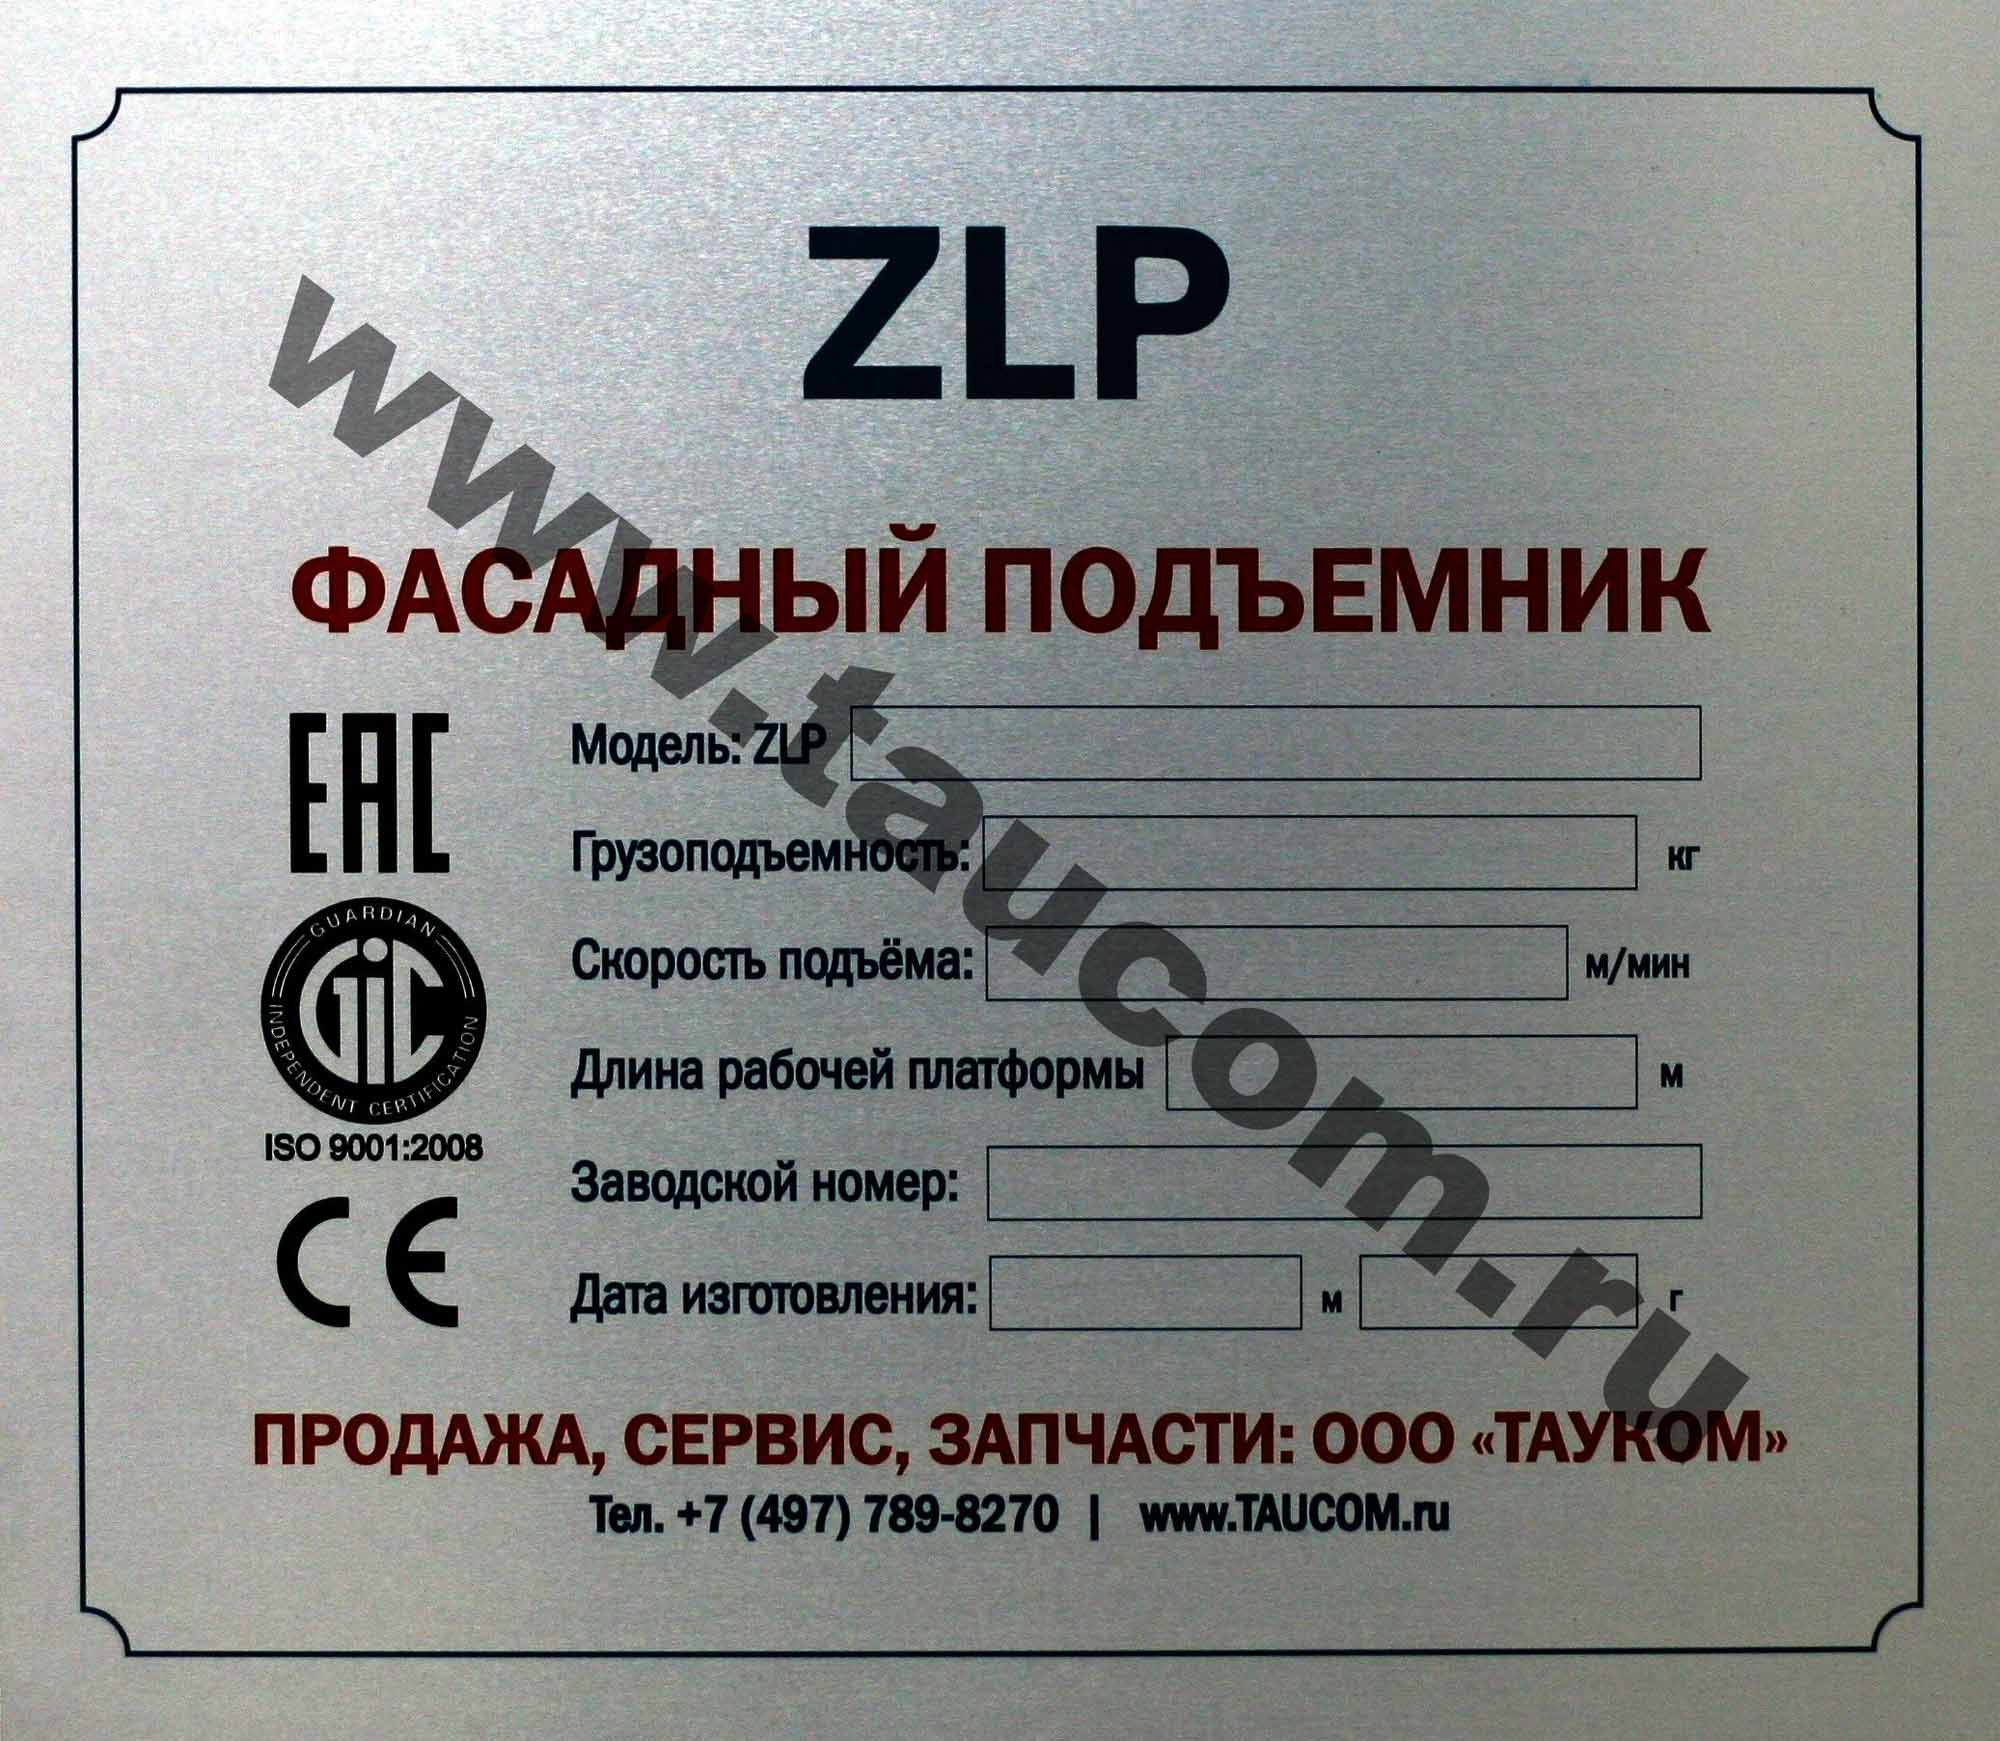 ZLP
ФАСАДНЫЙ ПОДЪЕМНИК
EAC
Модель: ZLP
Грузоподъемность: кг
GUARDIAN
GIC
INDEPENDENT CERTIFICATION
ISO 9001:2008
Скорость подъёма: м/мин
Длина рабочей платформы м
Заводской номер:
CE
Дата изготовления: м г
ПРОДАЖА, СЕРВИС, ЗАПЧАСТИ: ООО «ТАУКОМ»
Тел. +7 (497) 789-8270 | www.TAUCOM.ru
www.taucom.ru